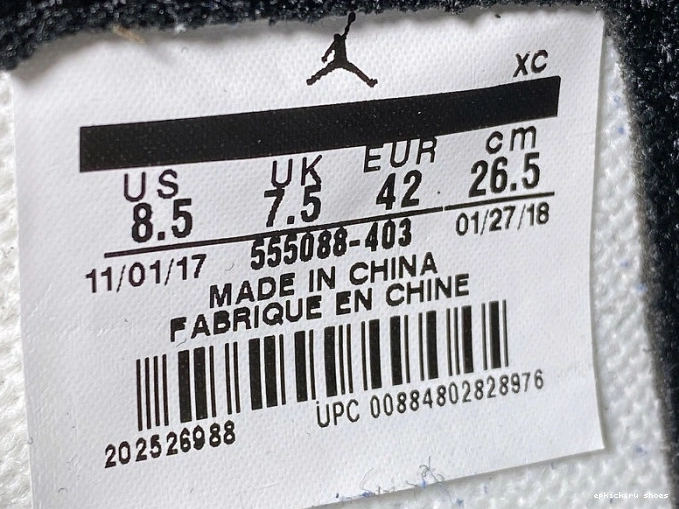 XC
US UK EUR cm
8.5 7.5 42 26.5
11/01/17 555088-403 01/27/18
MADE IN CHINA
FABRIQUE EN CHINE
202526988 UPC 00884802828976
epkicheru shoes